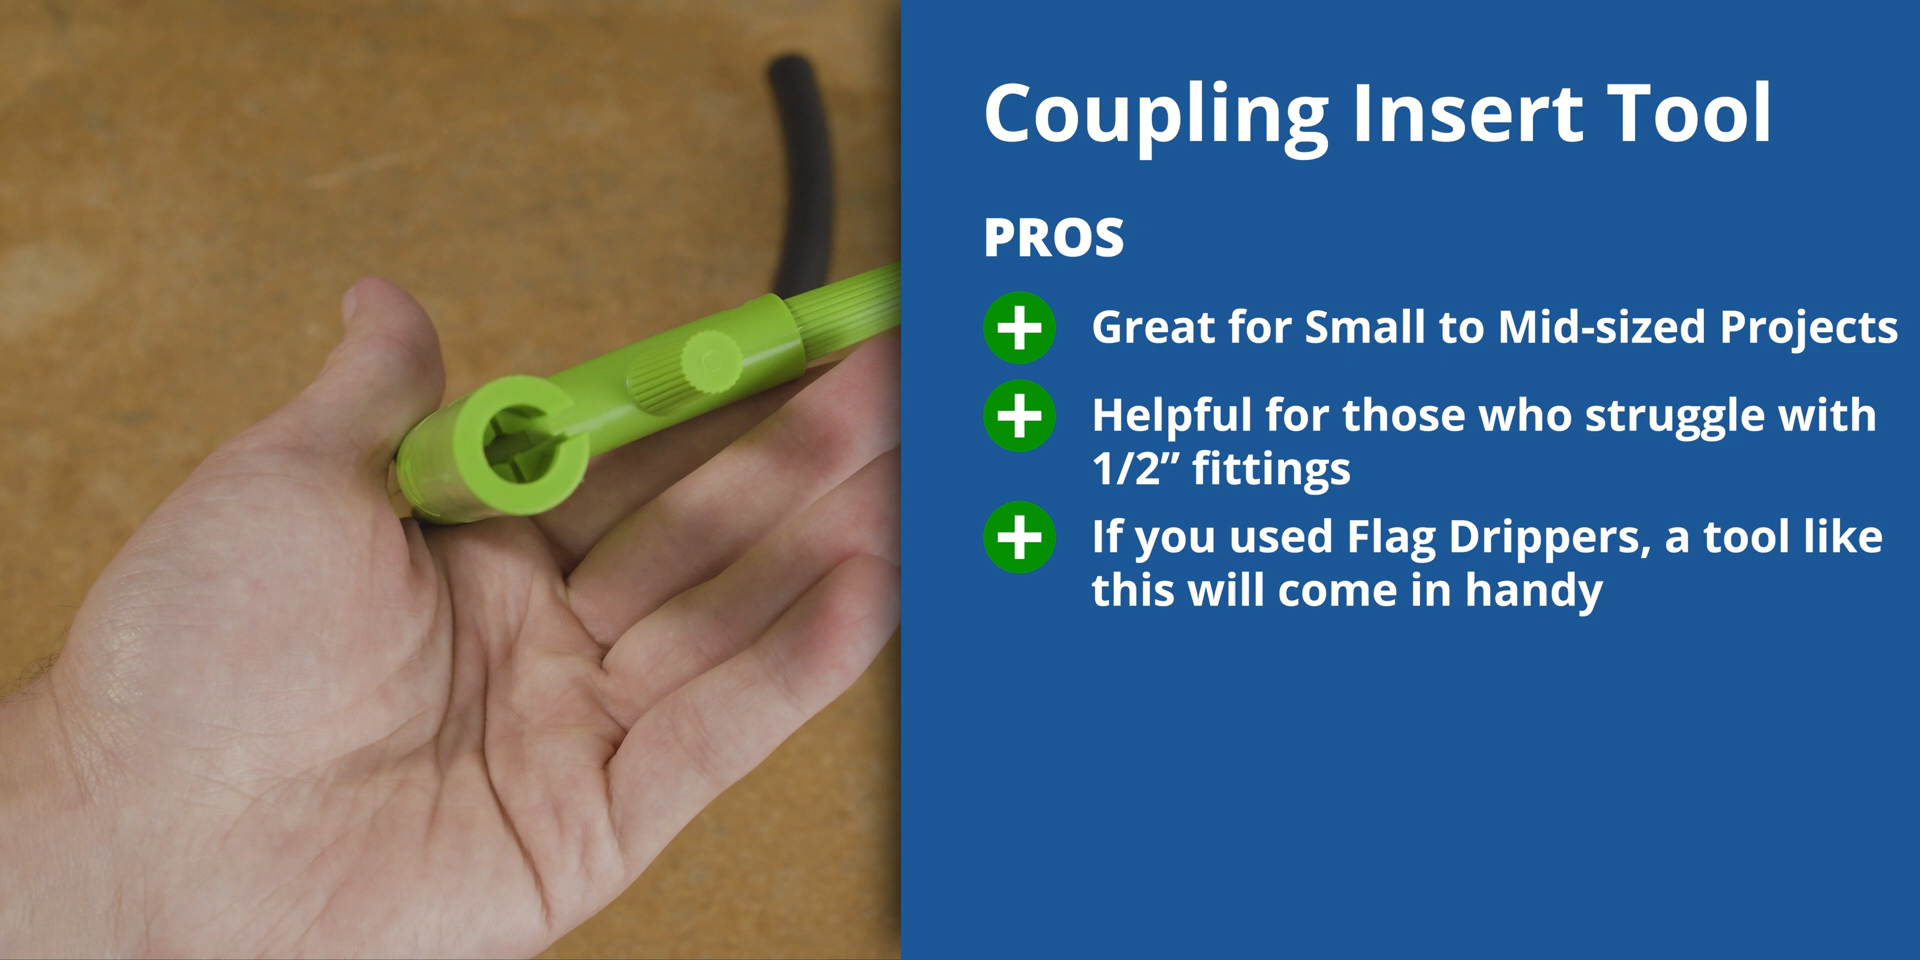 Coupling Insert Tool
PROS
Great for Small to Mid-sized Projects
Helpful for those who struggle with
1/2” fittings
If you used Flag Drippers, a tool like
this will come in handy